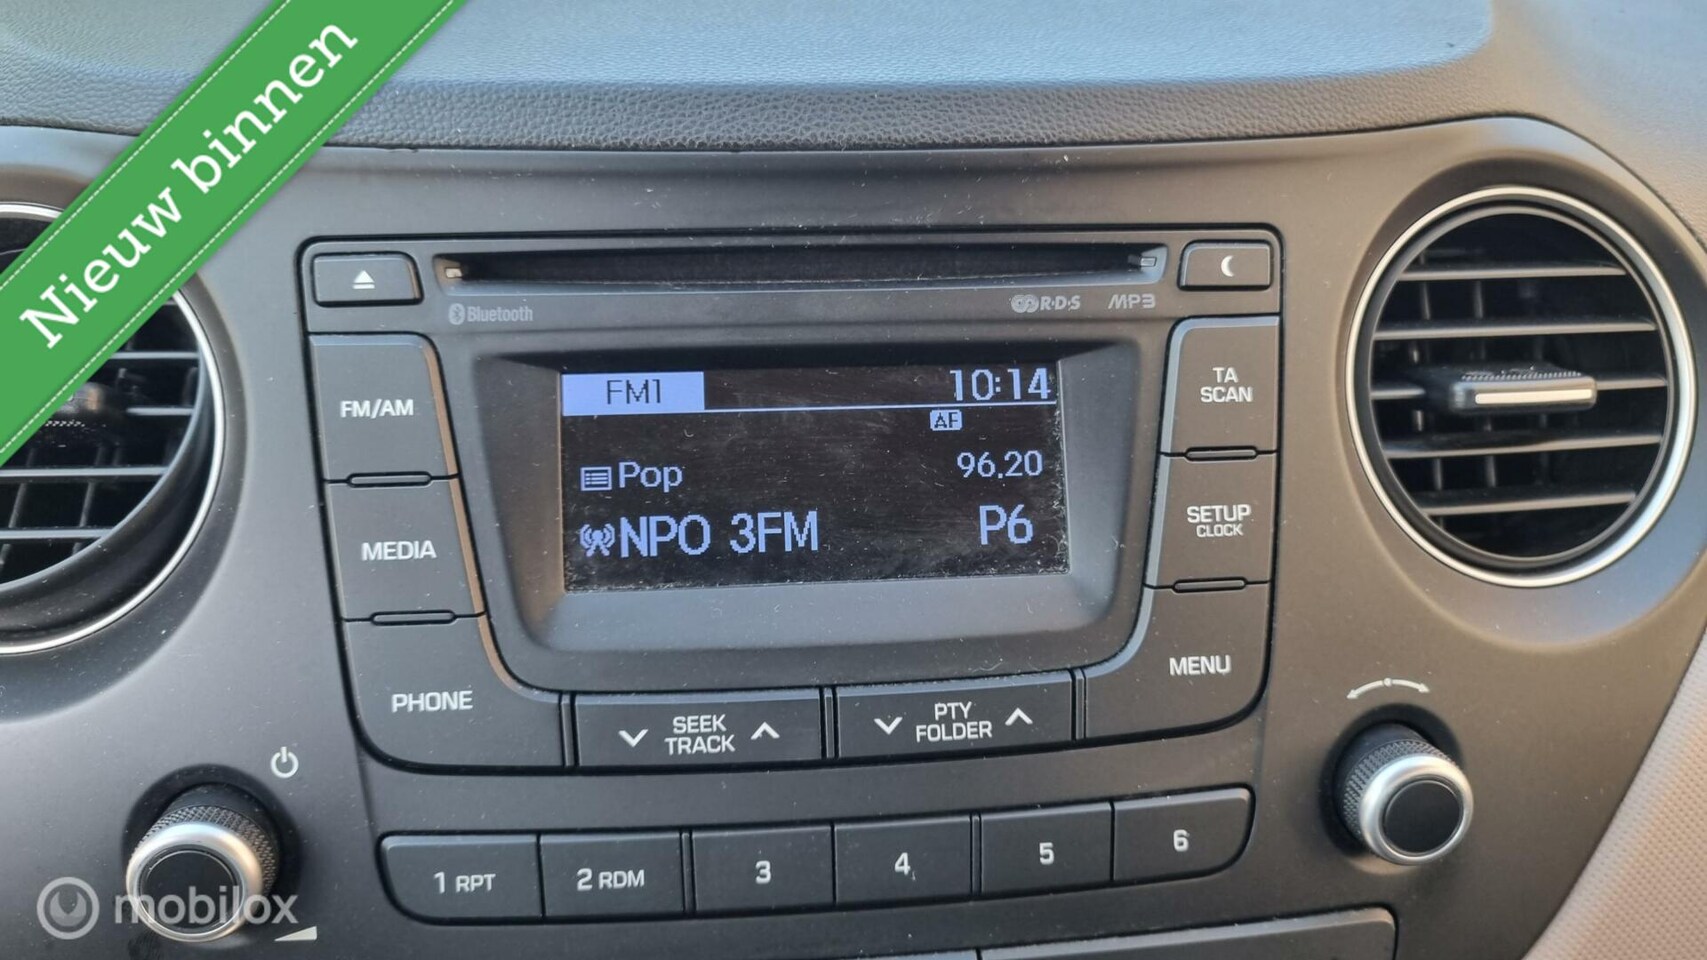 Nieuw binnen
Bluetooth
R·D·S MP3
FM/AM
MEDIA
PHONE
FM1 10:14
AF
Pop 96.20
NPO 3FM P6
TA
SCAN
SETUP
CLOCK
MENU
SEEK
TRACK
PTY
FOLDER
1 RPT 2 RDM 3 4 5 6
mobilox